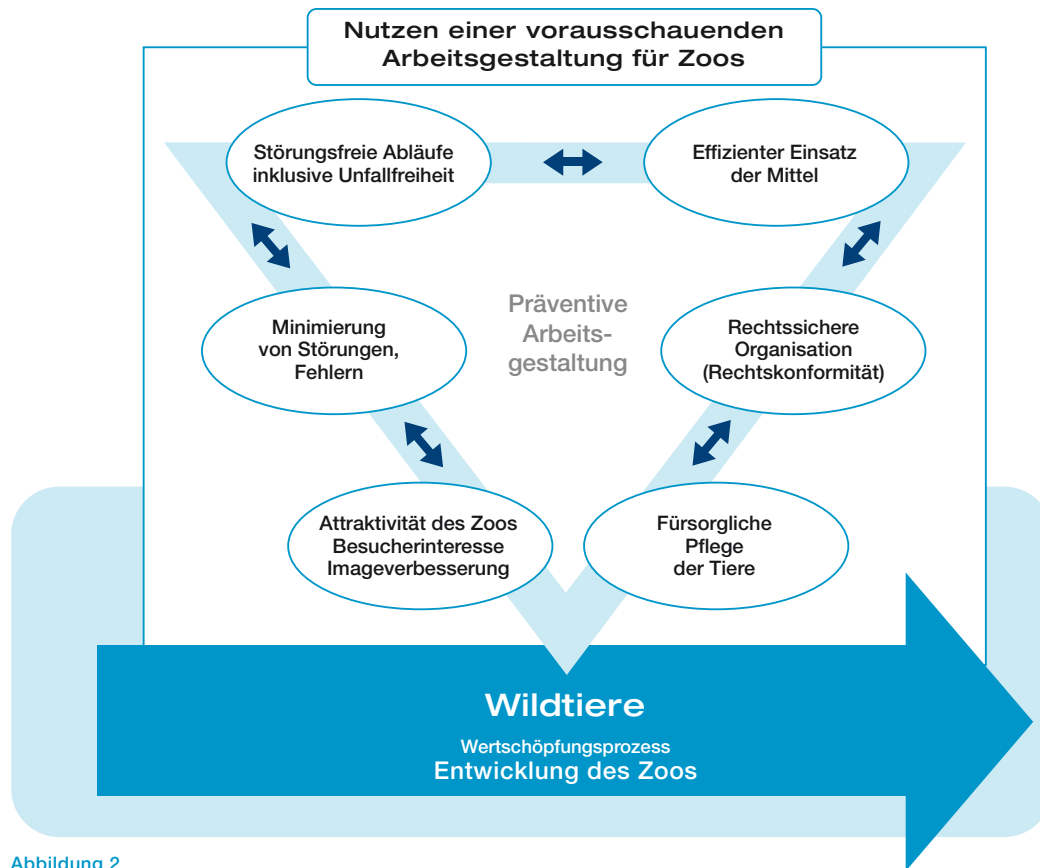 Nutzen einer vorausschauenden
Arbeitsgestaltung für Zoos
Störungsfreie Abläufe
inklusive Unfallfreiheit
Effizienter Einsatz
der Mittel
Minimierung
von Störungen,
Fehlern
Präventive
Arbeits-
gestaltung
Rechtssichere
Organisation
(Rechtskonformität)
Attraktivität des Zoos
Besucherinteresse
Imageverbesserung
Fürsorgliche
Pflege
der Tiere
Wildtiere
Wertschöpfungsprozess
Entwicklung des Zoos
Abbildung 2